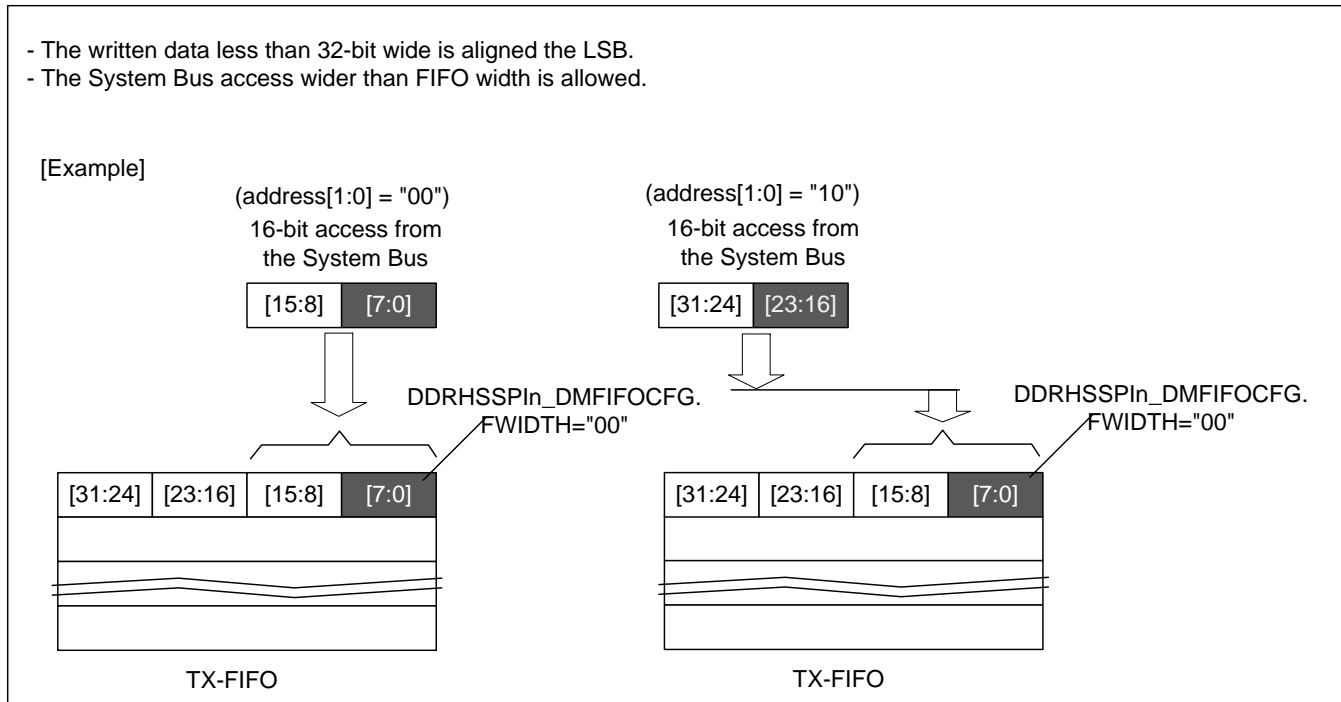 - The written data less than 32-bit wide is aligned the LSB.
- The System Bus access wider than FIFO width is allowed.
[Example]
(address[1:0] = "00")
16-bit access from
the System Bus
[15:8] [7:0]
(address[1:0] = "10")
16-bit access from
the System Bus
[31:24] [23:16]
DDRHSSPIn_DMFIFOCFG.
FWIDTH="00"
DDRHSSPIn_DMFIFOCFG.
FWIDTH="00"
[31:24] [23:16] [15:8] [7:0]
[31:24] [23:16] [15:8] [7:0]
TX-FIFO
TX-FIFO